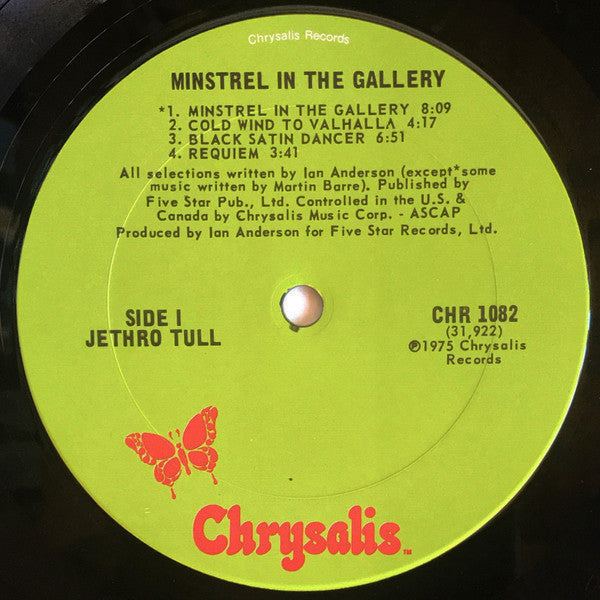 Chrysalis Records
MINSTREL IN THE GALLERY
*1. MINSTREL IN THE GALLERY 8:09
2. COLD WIND TO VALHALLA 4:17
3. BLACK SATIN DANCER 6:51
4. REQUIEM 3:41
All selections written by Ian Anderson (except*some
music written by Martin Barre). Published by
Five Star Pub., Ltd. Controlled in the U.S. &
Canada by Chrysalis Music Corp. - ASCAP
Produced by Ian Anderson for Five Star Records, Ltd.
SIDE I
JETHRO TULL
CHR 1082
(31,922)
℗1975 Chrysalis
Records
Chrysalis™